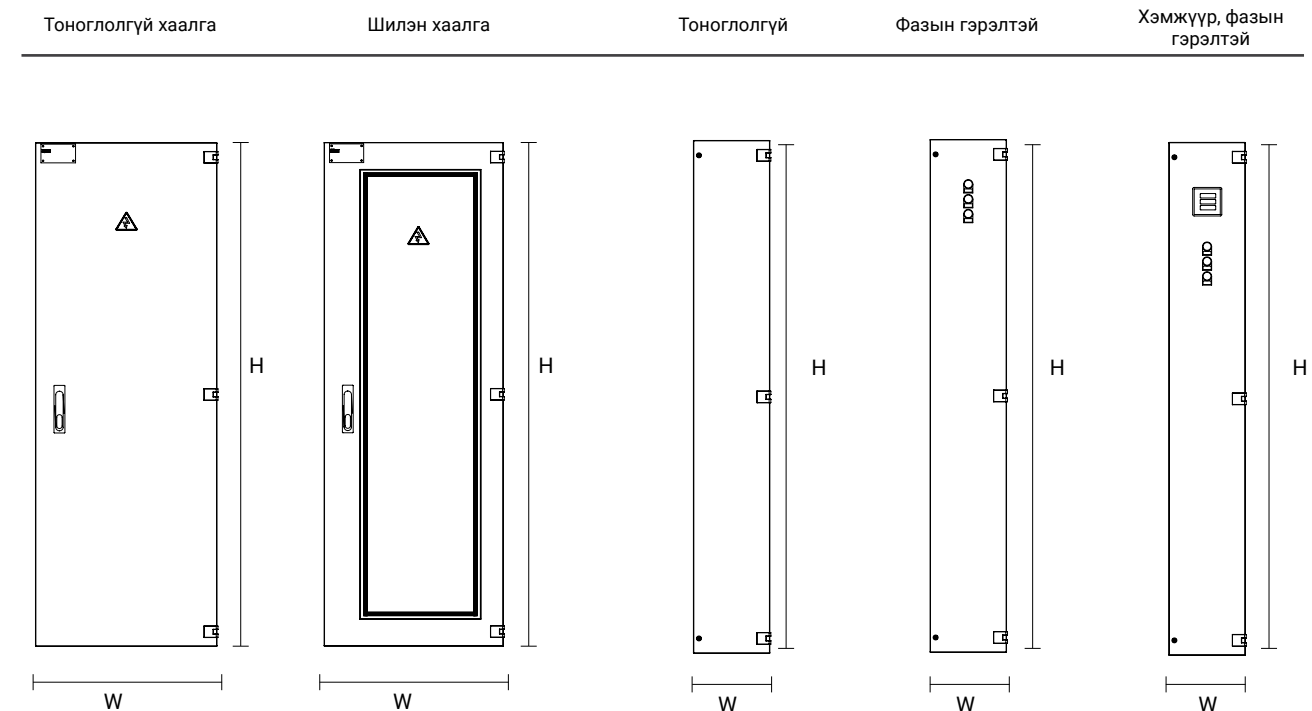 Тоноглолгүй хаалга
Шилэн хаалга
Тоноглолгүй
Фазын гэрэлтэй
Хэмжүүр, фазын
гэрэлтэй
H
H
H
H
H
W
W
W
W
W